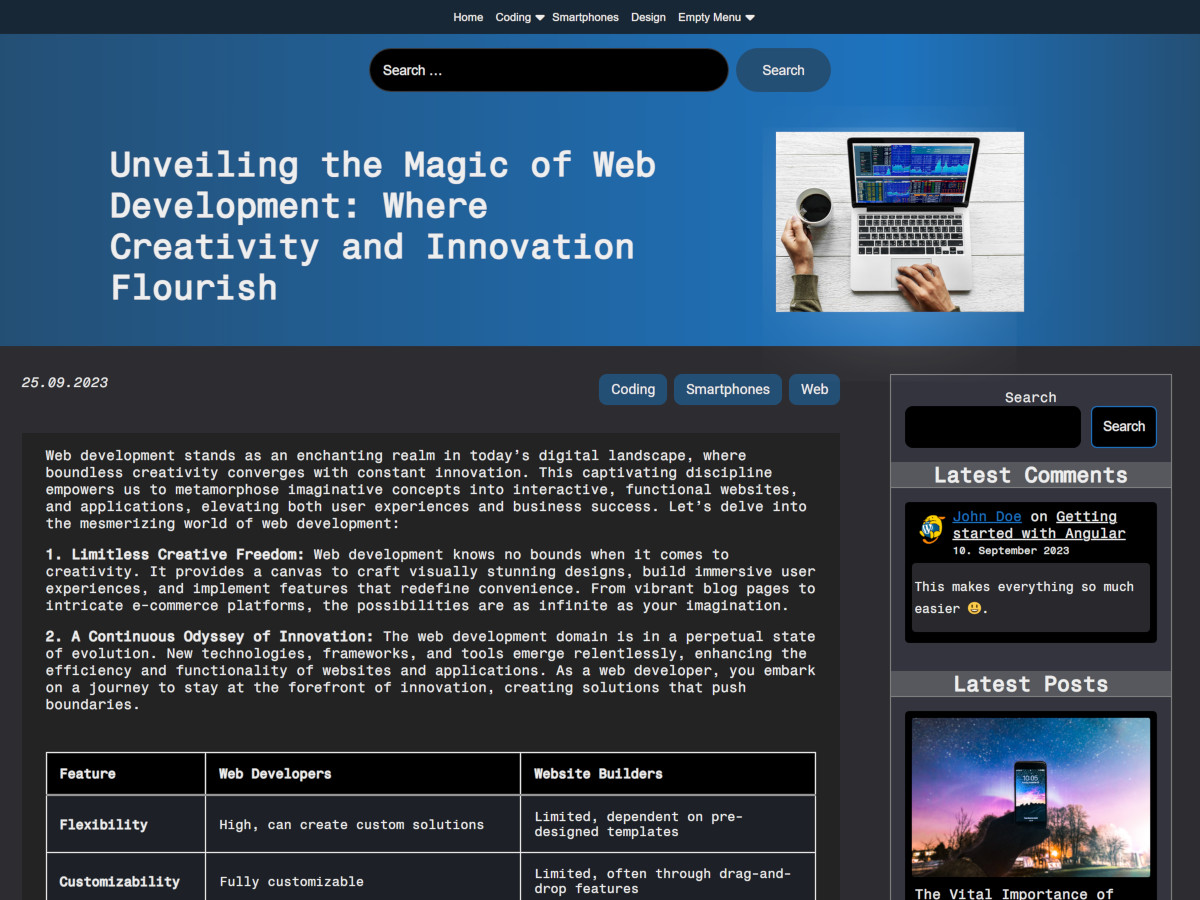 Home Coding Smartphones Design Empty Menu
Search …
Search
Unveiling the Magic of Web
Development: Where
Creativity and Innovation
Flourish
25.09.2023
Coding
Smartphones
Web
Web development stands as an enchanting realm in today’s digital landscape, where
boundless creativity converges with constant innovation. This captivating discipline
empowers us to metamorphose imaginative concepts into interactive, functional websites,
and applications, elevating both user experiences and business success. Let’s delve into
the mesmerizing world of web development:
1. Limitless Creative Freedom: Web development knows no bounds when it comes to
creativity. It provides a canvas to craft visually stunning designs, build immersive user
experiences, and implement features that redefine convenience. From vibrant blog pages to
intricate e-commerce platforms, the possibilities are as infinite as your imagination.
2. A Continuous Odyssey of Innovation: The web development domain is in a perpetual state
of evolution. New technologies, frameworks, and tools emerge relentlessly, enhancing the
efficiency and functionality of websites and applications. As a web developer, you embark
on a journey to stay at the forefront of innovation, creating solutions that push
boundaries.
Feature
Web Developers
Website Builders
Flexibility
High, can create custom solutions
Limited, dependent on pre-
designed templates
Customizability
Fully customizable
Limited, often through drag-and-
drop features
Search
Search
Latest Comments
John Doe on Getting
started with Angular
10. September 2023
This makes everything so much
easier 😃.
Latest Posts
10:05
The Vital Importance of